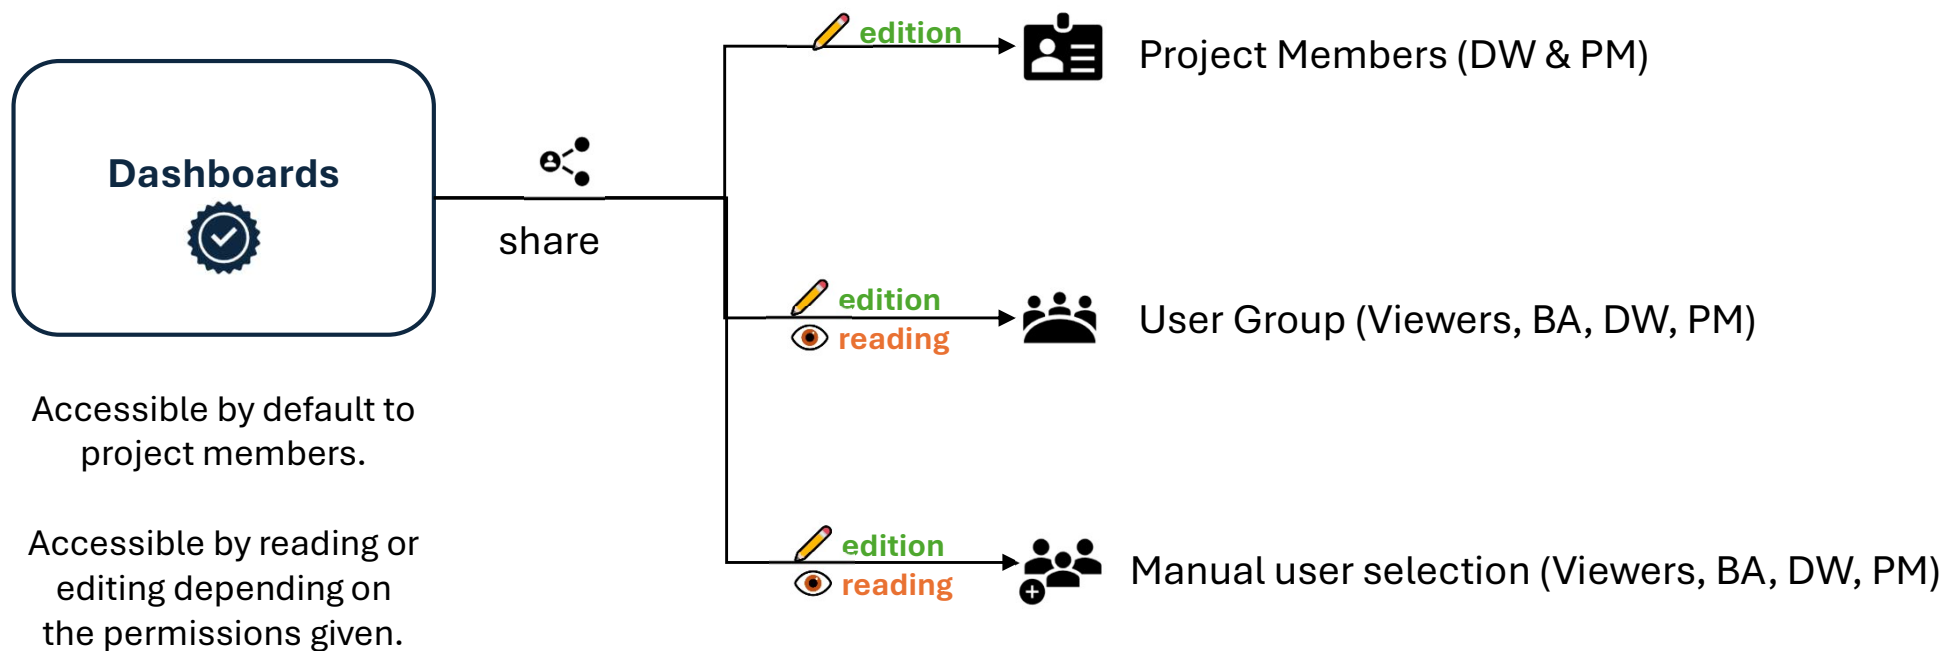 edition
Project Members (DW & PM)
Dashboards
share
edition
reading
User Group (Viewers, BA, DW, PM)
Accessible by default to
project members.
Accessible by reading or
editing depending on
the permissions given.
edition
reading
Manual user selection (Viewers, BA, DW, PM)